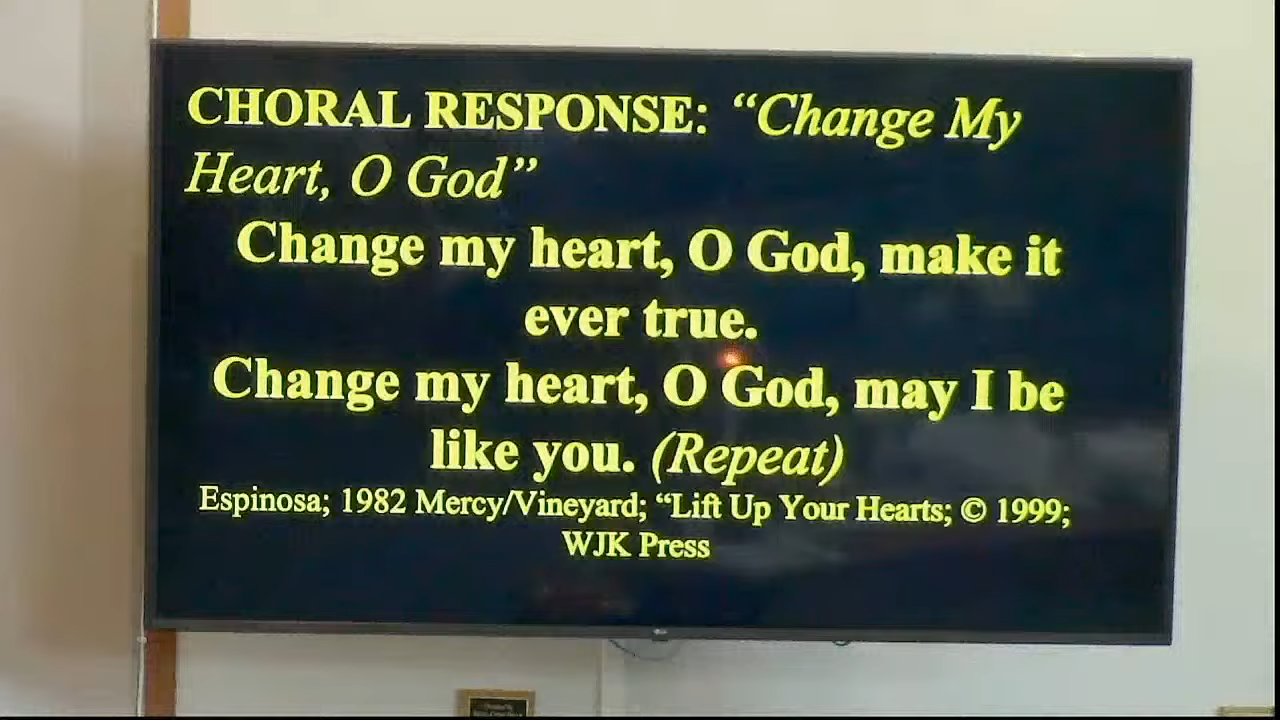 CHORAL RESPONSE: “Change My
Heart, O God”
Change my heart, O God, make it
ever true.
Change my heart, O God, may I be
like you. (Repeat)
Espinosa; 1982 Mercy/Vineyard; “Lift Up Your Hearts; © 1999;
WJK Press